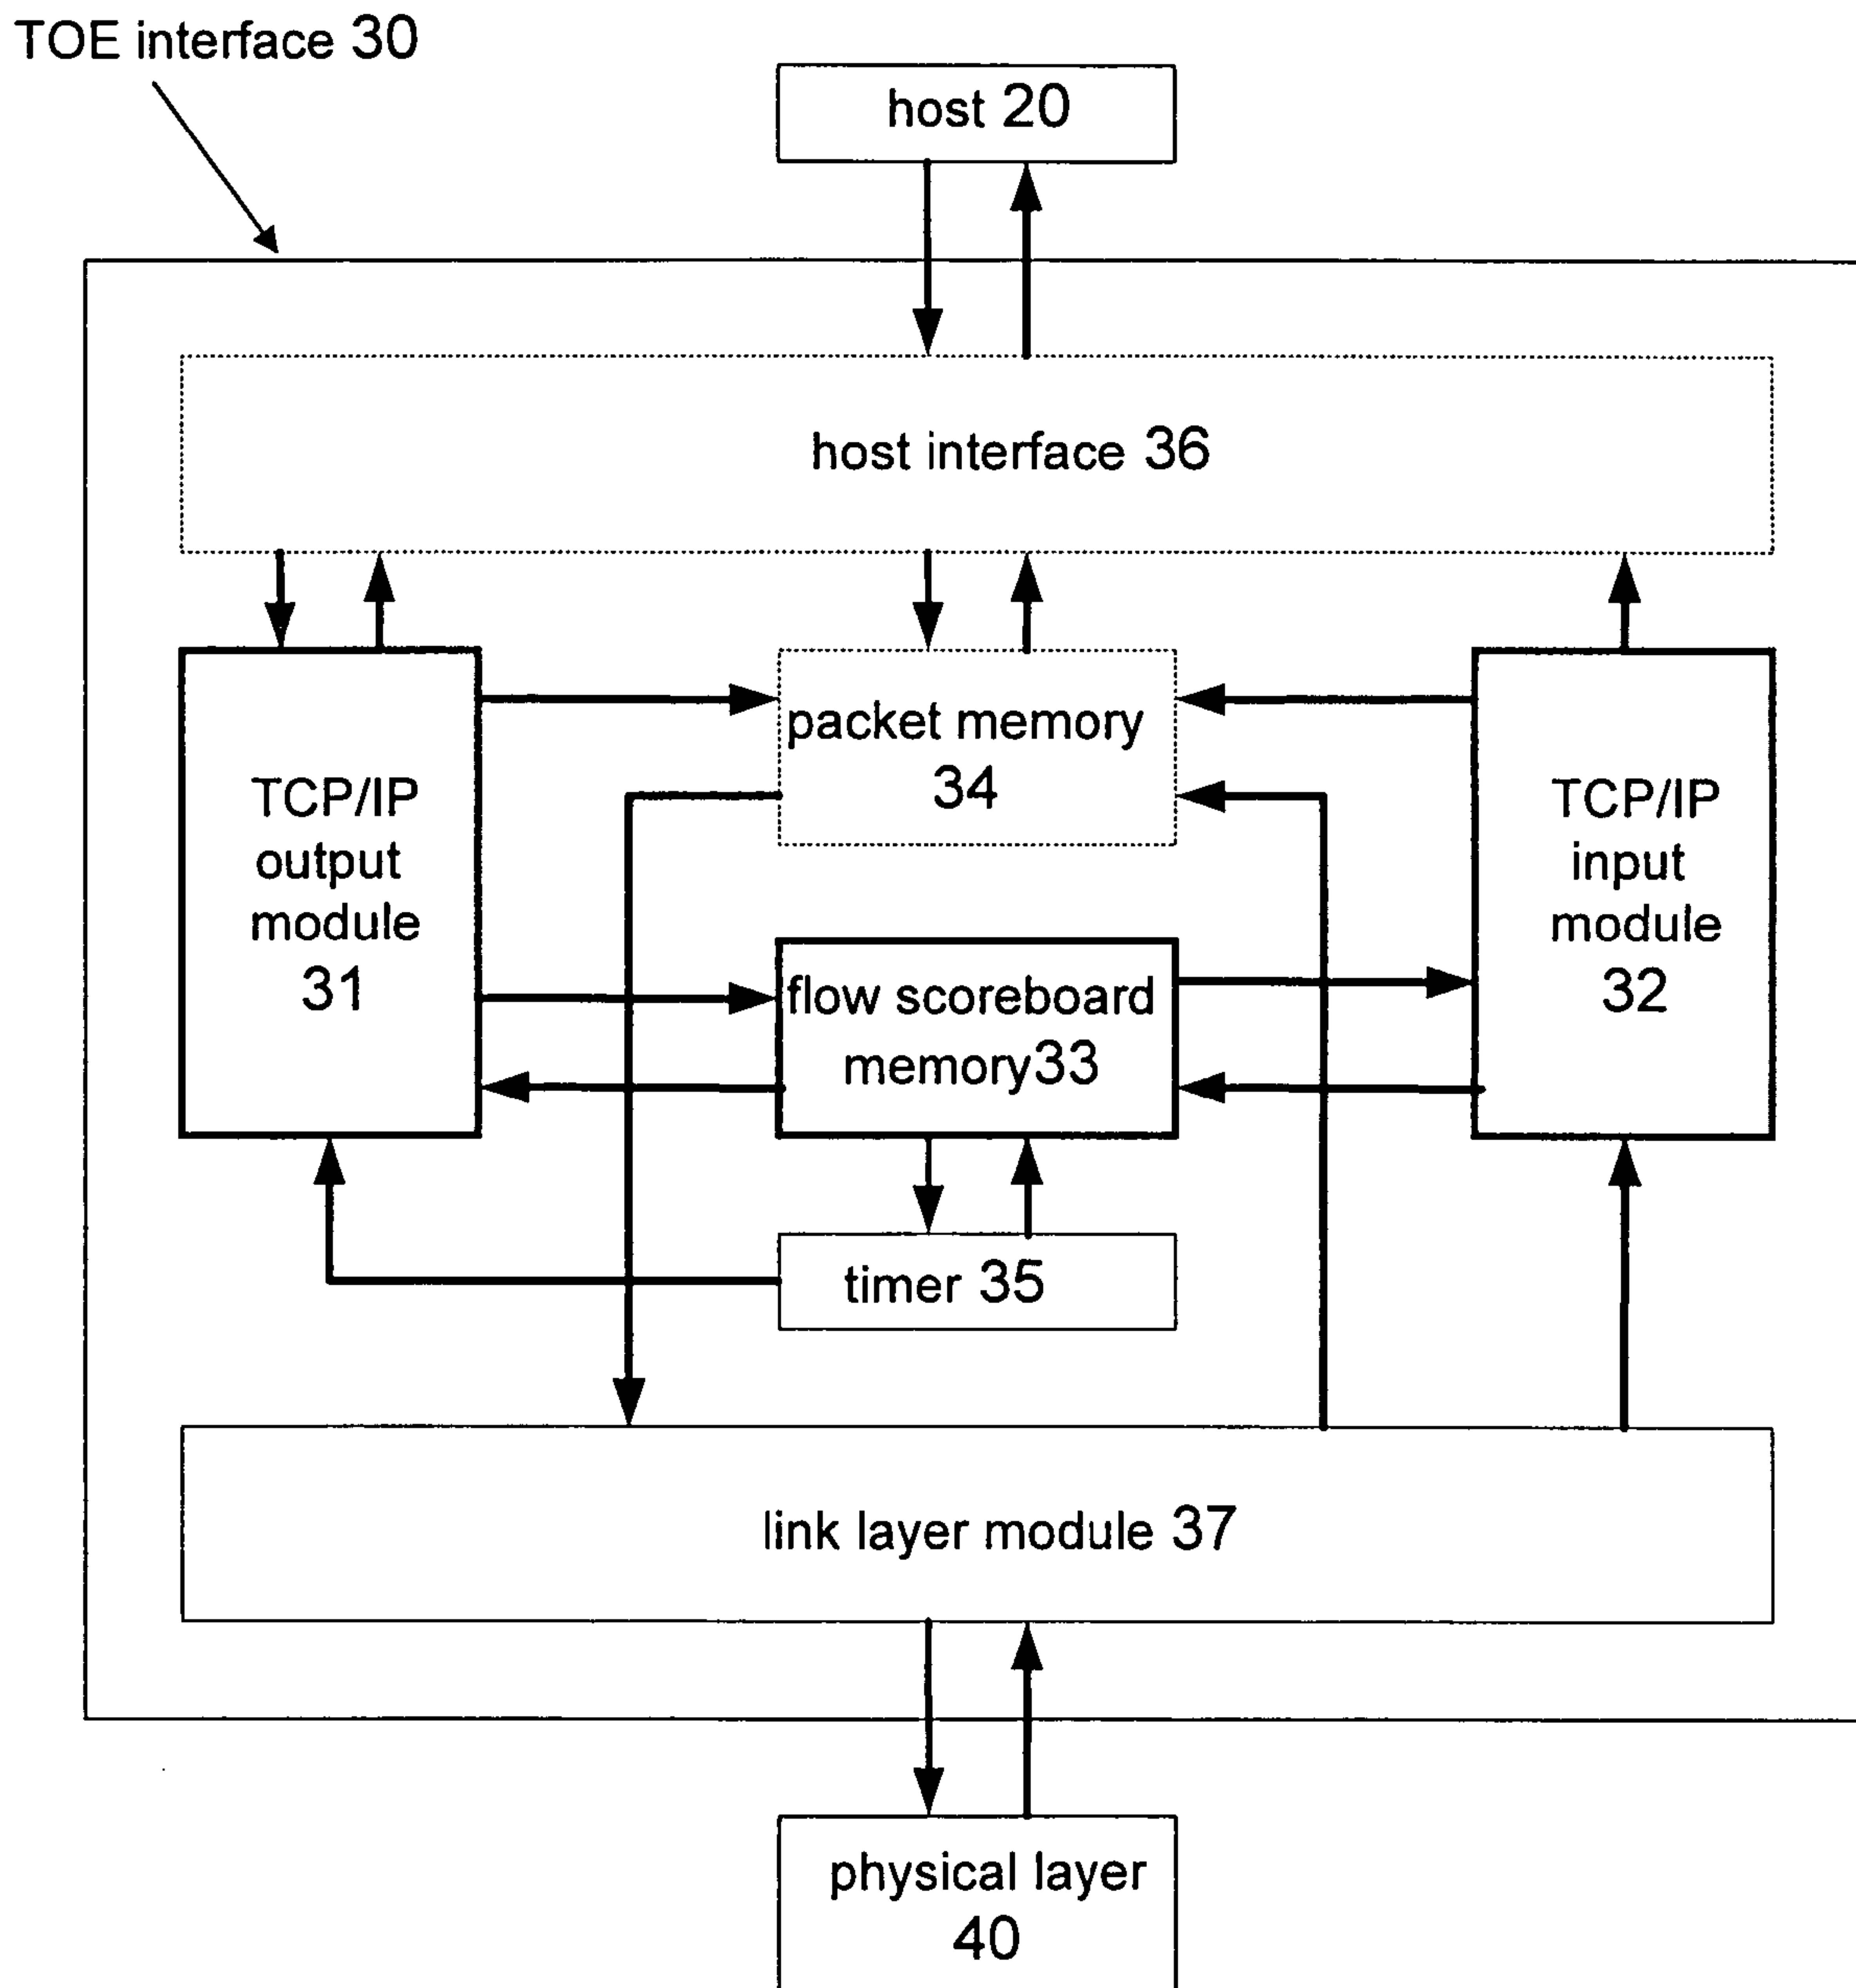 TOE interface 30
host 20
host interface 36
TCP/IP
output
module
31
packet memory
34
TCP/IP
input
module
32
flow scoreboard
memory33
timer 35
link layer module 37
physical layer
40